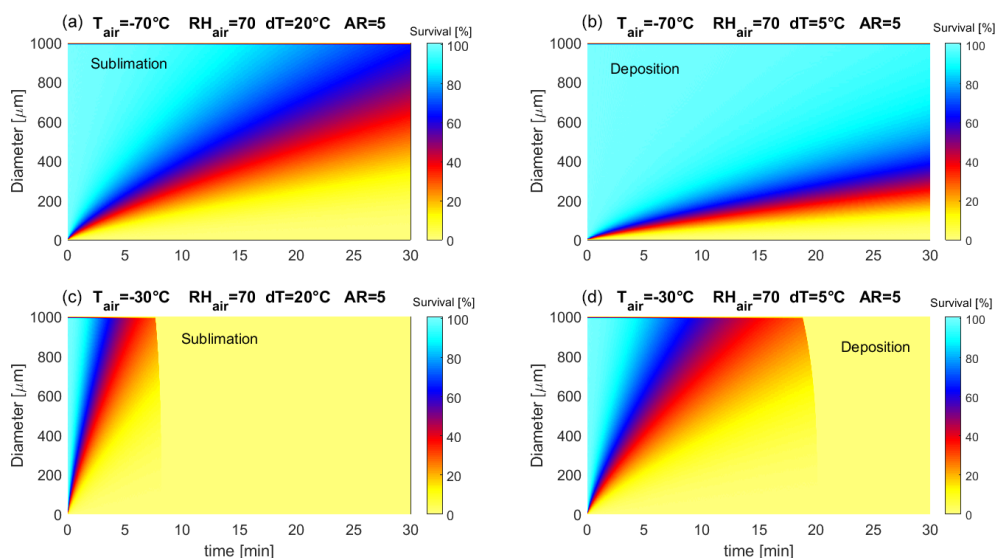 (a) T_air=-70°C RH_air=70 dT=20°C AR=5
Survival [%]
Diameter [μm]
1000
800
600
400
200
0
Sublimation
0 5 10 15 20 25 30
100
80
60
40
20
0
(b) T_air=-70°C RH_air=70 dT=5°C AR=5
Survival [%]
Diameter [μm]
1000
800
600
400
200
0
Deposition
0 5 10 15 20 25 30
100
80
60
40
20
0
(c) T_air=-30°C RH_air=70 dT=20°C AR=5
Survival [%]
Diameter [μm]
1000
800
600
400
200
0
Sublimation
0 5 10 15 20 25 30
time [min]
100
80
60
40
20
0
(d) T_air=-30°C RH_air=70 dT=5°C AR=5
Survival [%]
Diameter [μm]
1000
800
600
400
200
0
Deposition
0 5 10 15 20 25 30
time [min]
100
80
60
40
20
0